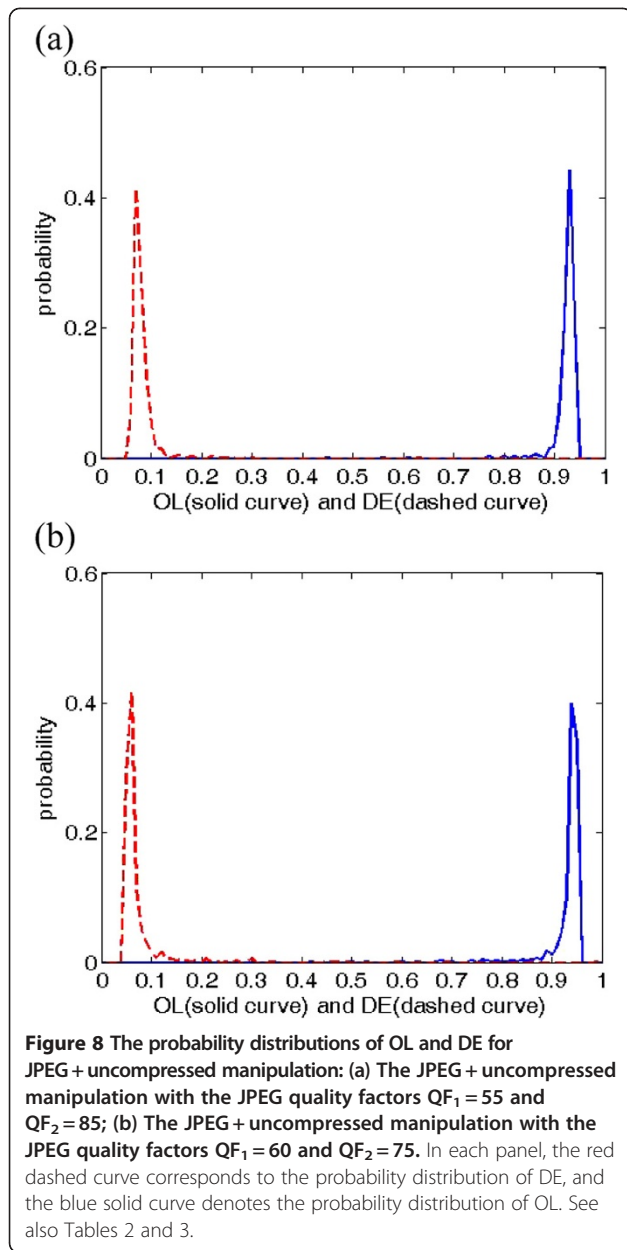 (a)
0.6
0.4
0.2
0
probability
0 0.1 0.2 0.3 0.4 0.5 0.6 0.7 0.8 0.9 1
OL(solid curve) and DE(dashed curve)
(b)
0.6
0.4
0.2
0
probability
0 0.1 0.2 0.3 0.4 0.5 0.6 0.7 0.8 0.9 1
OL(solid curve) and DE(dashed curve)
Figure 8 The probability distributions of OL and DE for
JPEG + uncompressed manipulation: (a) The JPEG + uncompressed
manipulation with the JPEG quality factors QF₁ = 55 and
QF₂ = 85; (b) The JPEG + uncompressed manipulation with the
JPEG quality factors QF₁ = 60 and QF₂ = 75. In each panel, the red
dashed curve corresponds to the probability distribution of DE, and
the blue solid curve denotes the probability distribution of OL. See
also Tables 2 and 3.